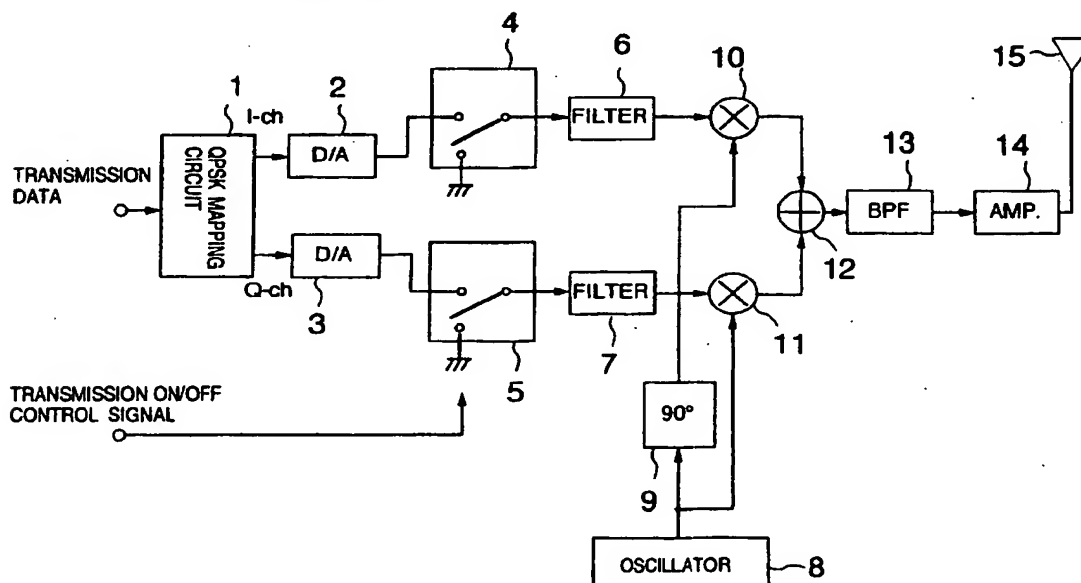 4
6
10
15
1
I-ch
2
FILTER
13
14
D/A
TRANSMISSION
DATA
QPSK MAPPING
CIRCUIT
BPF
AMP.
D/A
12
Q-ch
3
FILTER
11
7
5
TRANSMISSION ON/OFF
CONTROL SIGNAL
90°
9
OSCILLATOR
8